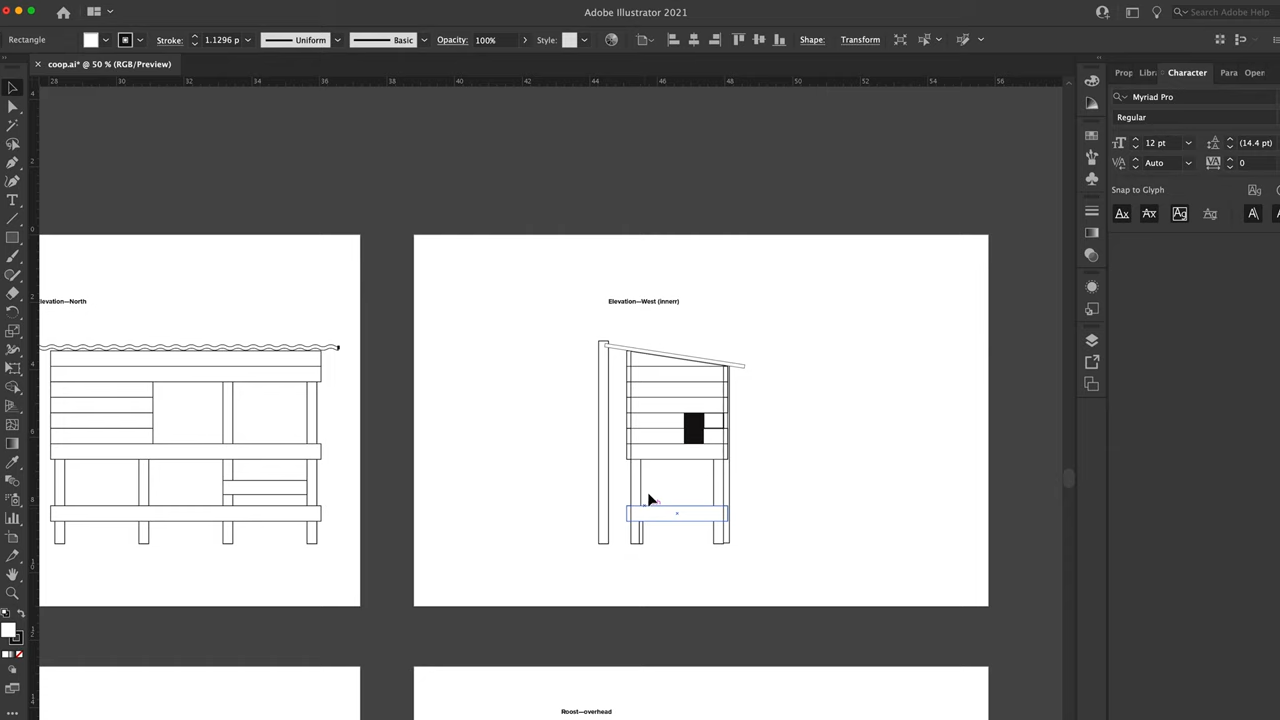 Adobe Illustrator 2021
Search Adobe Help
Rectangle
Stroke:
1.1296 p
Uniform
Basic
Opacity:
100%
Style:
Shape:
Transform
coop.ai* @ 50 % (RGB/Preview)
Prop
Libra
Character
Para
Open
28
32
34
36
38
40
42
44
46
48
50
52
54
56
Myriad Pro
Regular
12 pt
(14.4 pt)
Auto
0
Snap to Glyph
levation—North
Elevation—West (innerr)
Roost—overhead